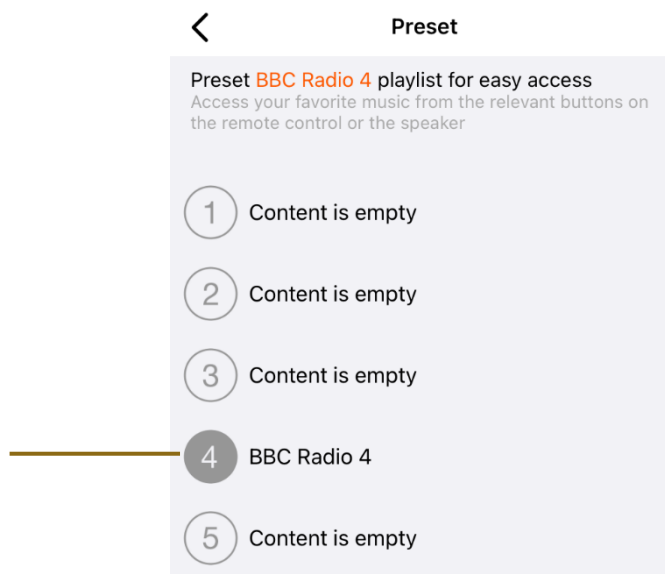 Preset
Preset BBC Radio 4 playlist for easy access
Access your favorite music from the relevant buttons on
the remote control or the speaker
1 Content is empty
2 Content is empty
3 Content is empty
4 BBC Radio 4
5 Content is empty